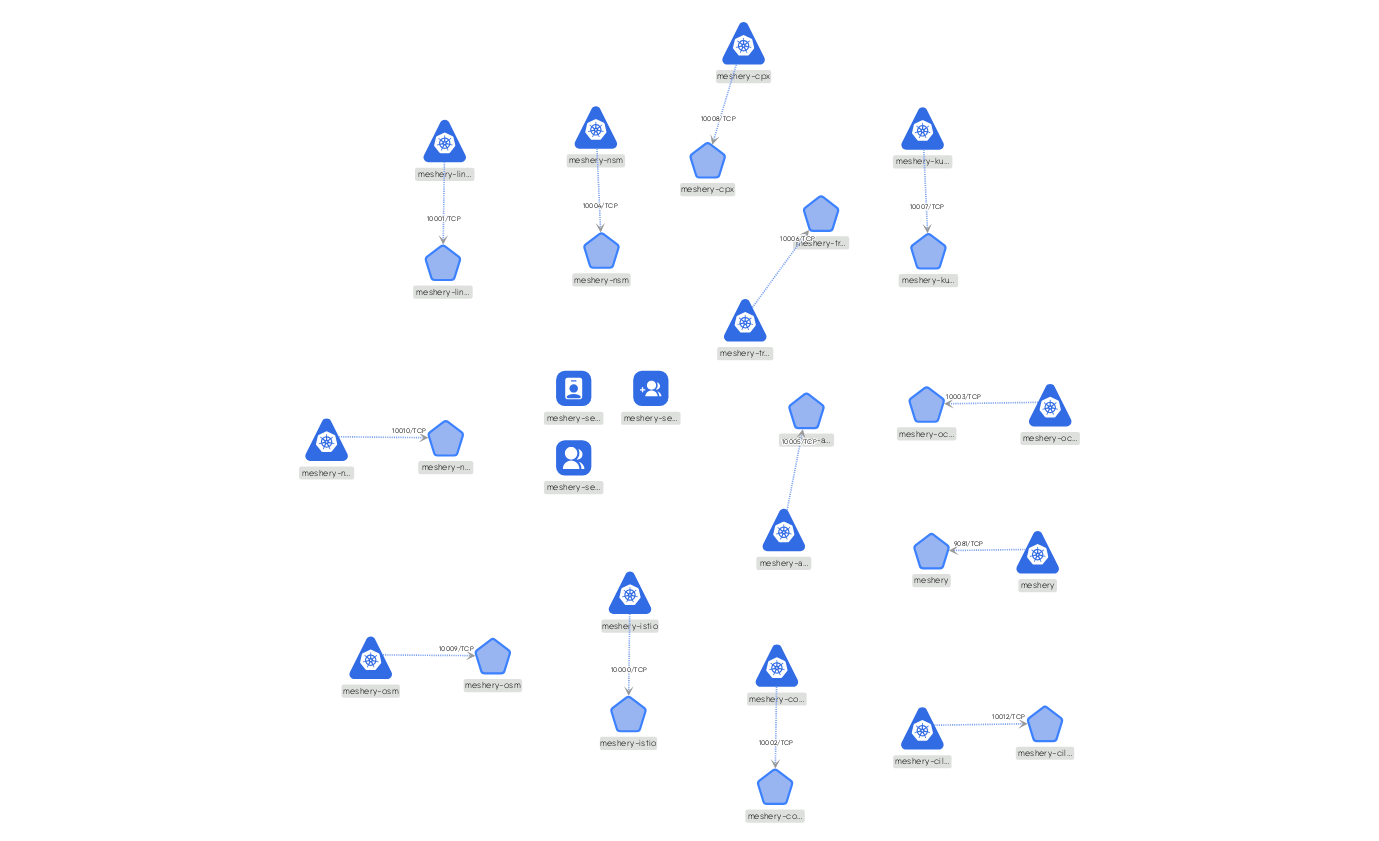 meshery-cpx
10008/TCP
meshery-cpx
meshery-lin...
10001/TCP
meshery-lin...
meshery-nsm
10004/TCP
meshery-nsm
meshery-ku...
10007/TCP
meshery-ku...
10006/TCP
meshery-tr...
meshery-tr...
meshery-se...
meshery-se...
meshery-se...
meshery-n...
10010/TCP
meshery-n...
10005/TCP
-a...
meshery-a...
10003/TCP
meshery-oc...
meshery-oc...
9081/TCP
meshery
meshery
meshery-istio
10000/TCP
meshery-istio
10009/TCP
meshery-osm
meshery-osm
meshery-co...
10002/TCP
meshery-co...
10012/TCP
meshery-cil...
meshery-cil...